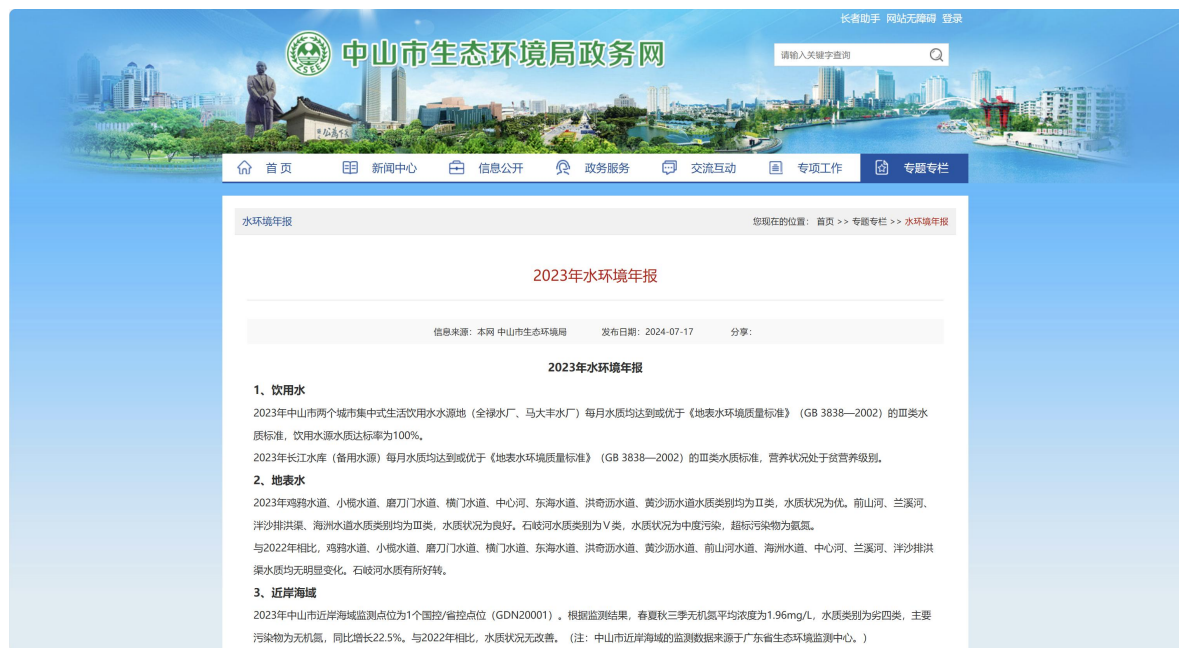 长者助手 网站无障碍 登录
ZSEE
中山市生态环境局政务网
请输入关键字查询
首页 新闻中心 信息公开 政务服务 交流互动 专项工作 专题专栏
水环境年报
您现在的位置: 首页 >> 专题专栏 >> 水环境年报
2023年水环境年报
信息来源: 本网 中山市生态环境局 发布日期: 2024-07-17 分享:
2023年水环境年报
1、饮用水
2023年中山市两个城市集中式生活饮用水水源地（全禄水厂、马大丰水厂）每月水质均达到或优于《地表水环境质量标准》（GB 3838—2002）的Ⅲ类水
质标准，饮用水源水质达标率为100%。
2023年长江水库（备用水源）每月水质均达到或优于《地表水环境质量标准》（GB 3838—2002）的Ⅲ类水质标准，营养状况处于贫营养级别。
2、地表水
2023年鸡鸦水道、小榄水道、磨刀门水道、横门水道、中心河、东海水道、洪奇沥水道、黄沙沥水道水质类别均为Ⅱ类，水质状况为优。前山河、兰溪河、
泮沙排洪渠、海洲水道水质类别均为Ⅲ类，水质状况为良好。石岐河水质类别为Ⅴ类，水质状况为中度污染，超标污染物为氨氮。
与2022年相比，鸡鸦水道、小榄水道、磨刀门水道、横门水道、东海水道、洪奇沥水道、黄沙沥水道、前山河水道、海洲水道、中心河、兰溪河、泮沙排洪
渠水质均无明显变化。石岐河水质有所好转。
3、近岸海域
2023年中山市近岸海域监测点位为1个国控/省控点位（GDN20001）。根据监测结果，春夏秋三季无机氮平均浓度为1.96mg/L，水质类别为劣四类，主要
污染物为无机氮，同比增长22.5%。与2022年相比，水质状况无改善。（注：中山市近岸海域的监测数据来源于广东省生态环境监测中心。）